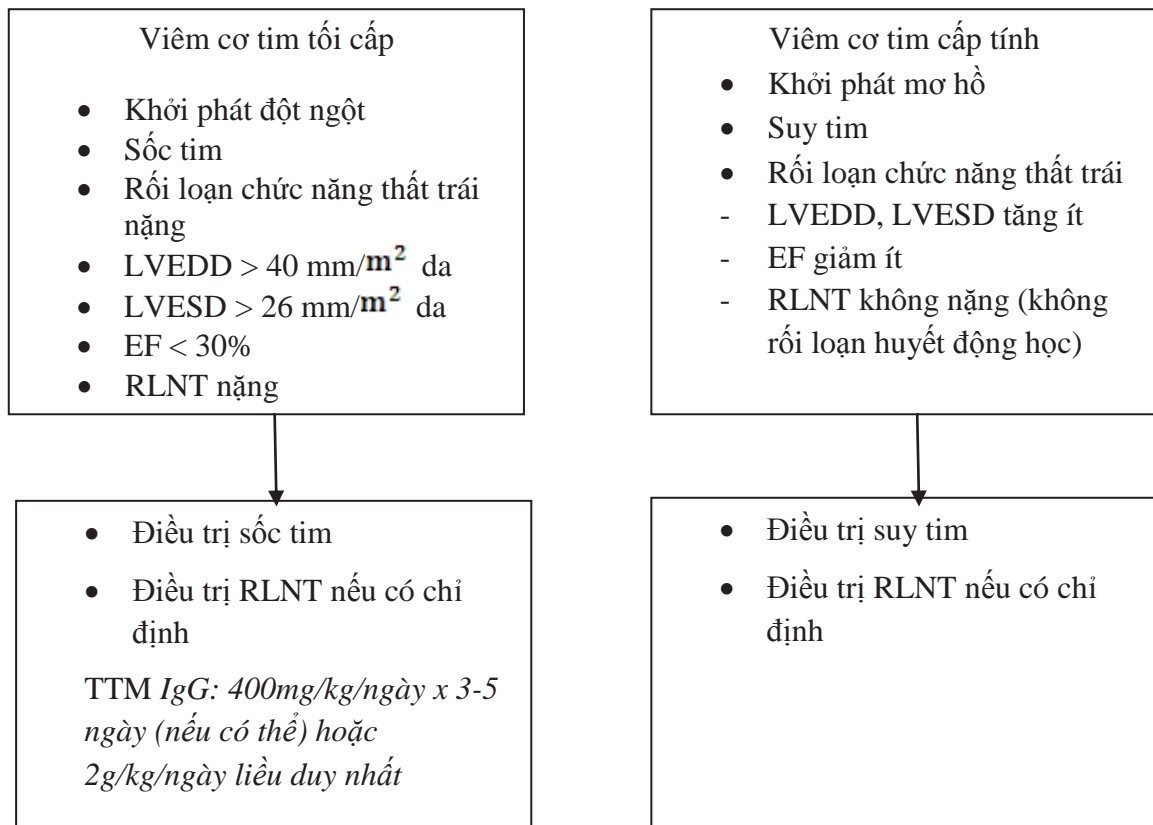 Viêm cơ tim tối cấp
• Khởi phát đột ngột
• Sốc tim
• Rối loạn chức năng thất trái
nặng
• LVEDD > 40 mm/m² da
• LVESD > 26 mm/m² da
• EF < 30%
• RLNT nặng
Viêm cơ tim cấp tính
• Khởi phát mơ hồ
• Suy tim
• Rối loạn chức năng thất trái
- LVEDD, LVESD tăng ít
- EF giảm ít
- RLNT không nặng (không
rối loạn huyết động học)
• Điều trị sốc tim
• Điều trị RLNT nếu có chỉ
định
TTM IgG: 400mg/kg/ngày x 3-5
ngày (nếu có thể) hoặc
2g/kg/ngày liều duy nhất
• Điều trị suy tim
• Điều trị RLNT nếu có chỉ
định